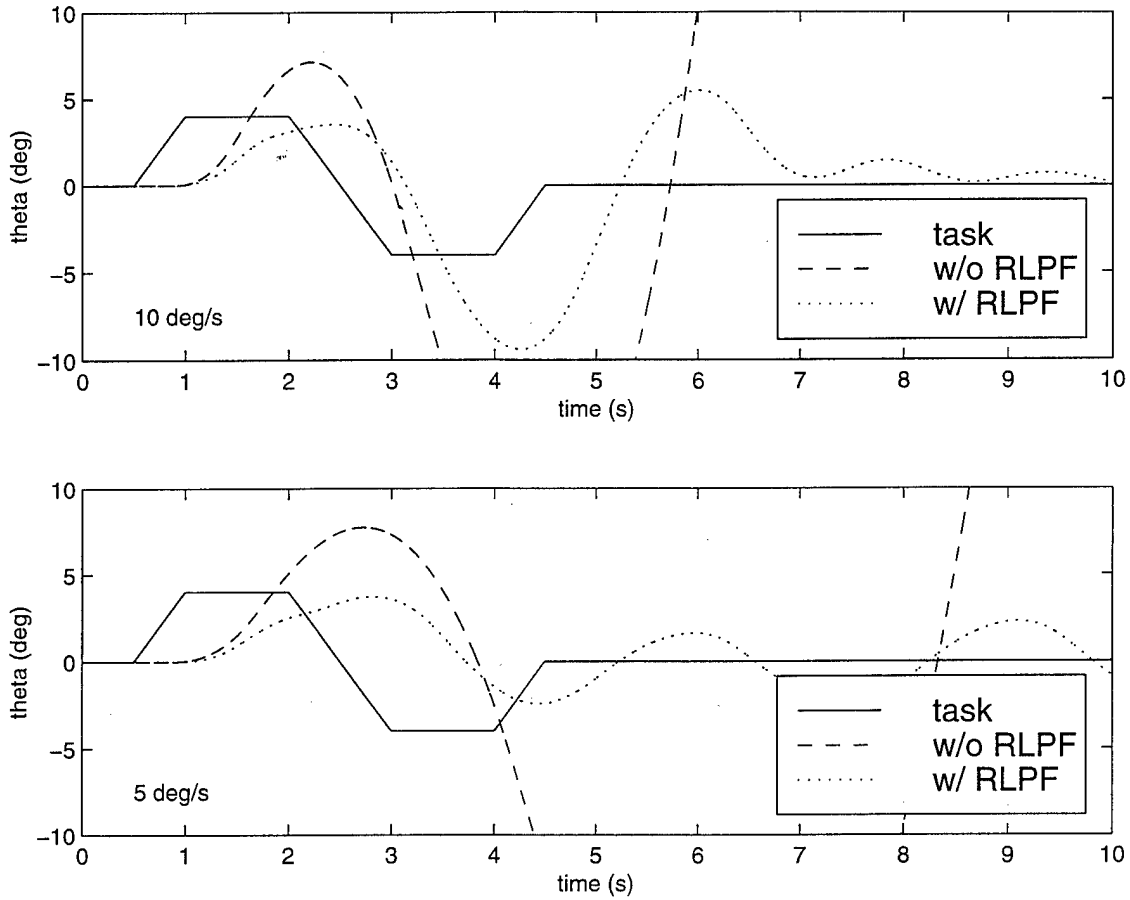 10
5
0
−5
−10
theta (deg)
10 deg/s
task
w/o RLPF
w/ RLPF
0 1 2 3 4 5 6 7 8 9 10
time (s)
10
5
0
−5
−10
theta (deg)
5 deg/s
task
w/o RLPF
w/ RLPF
0 1 2 3 4 5 6 7 8 9 10
time (s)